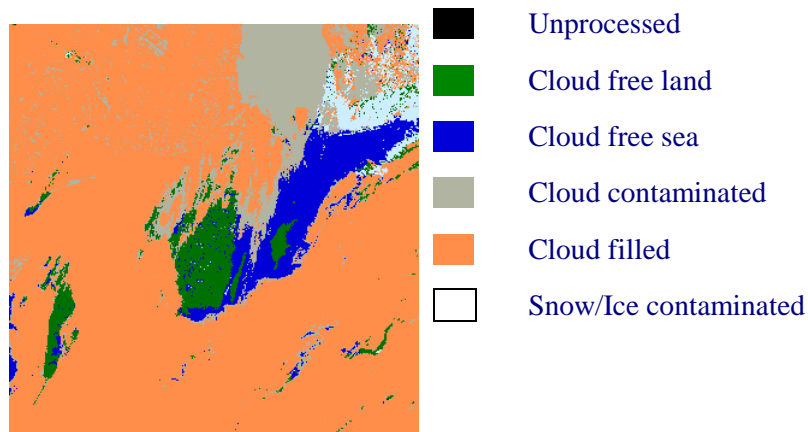 Unprocessed
Cloud free land
Cloud free sea
Cloud contaminated
Cloud filled
Snow/Ice contaminated